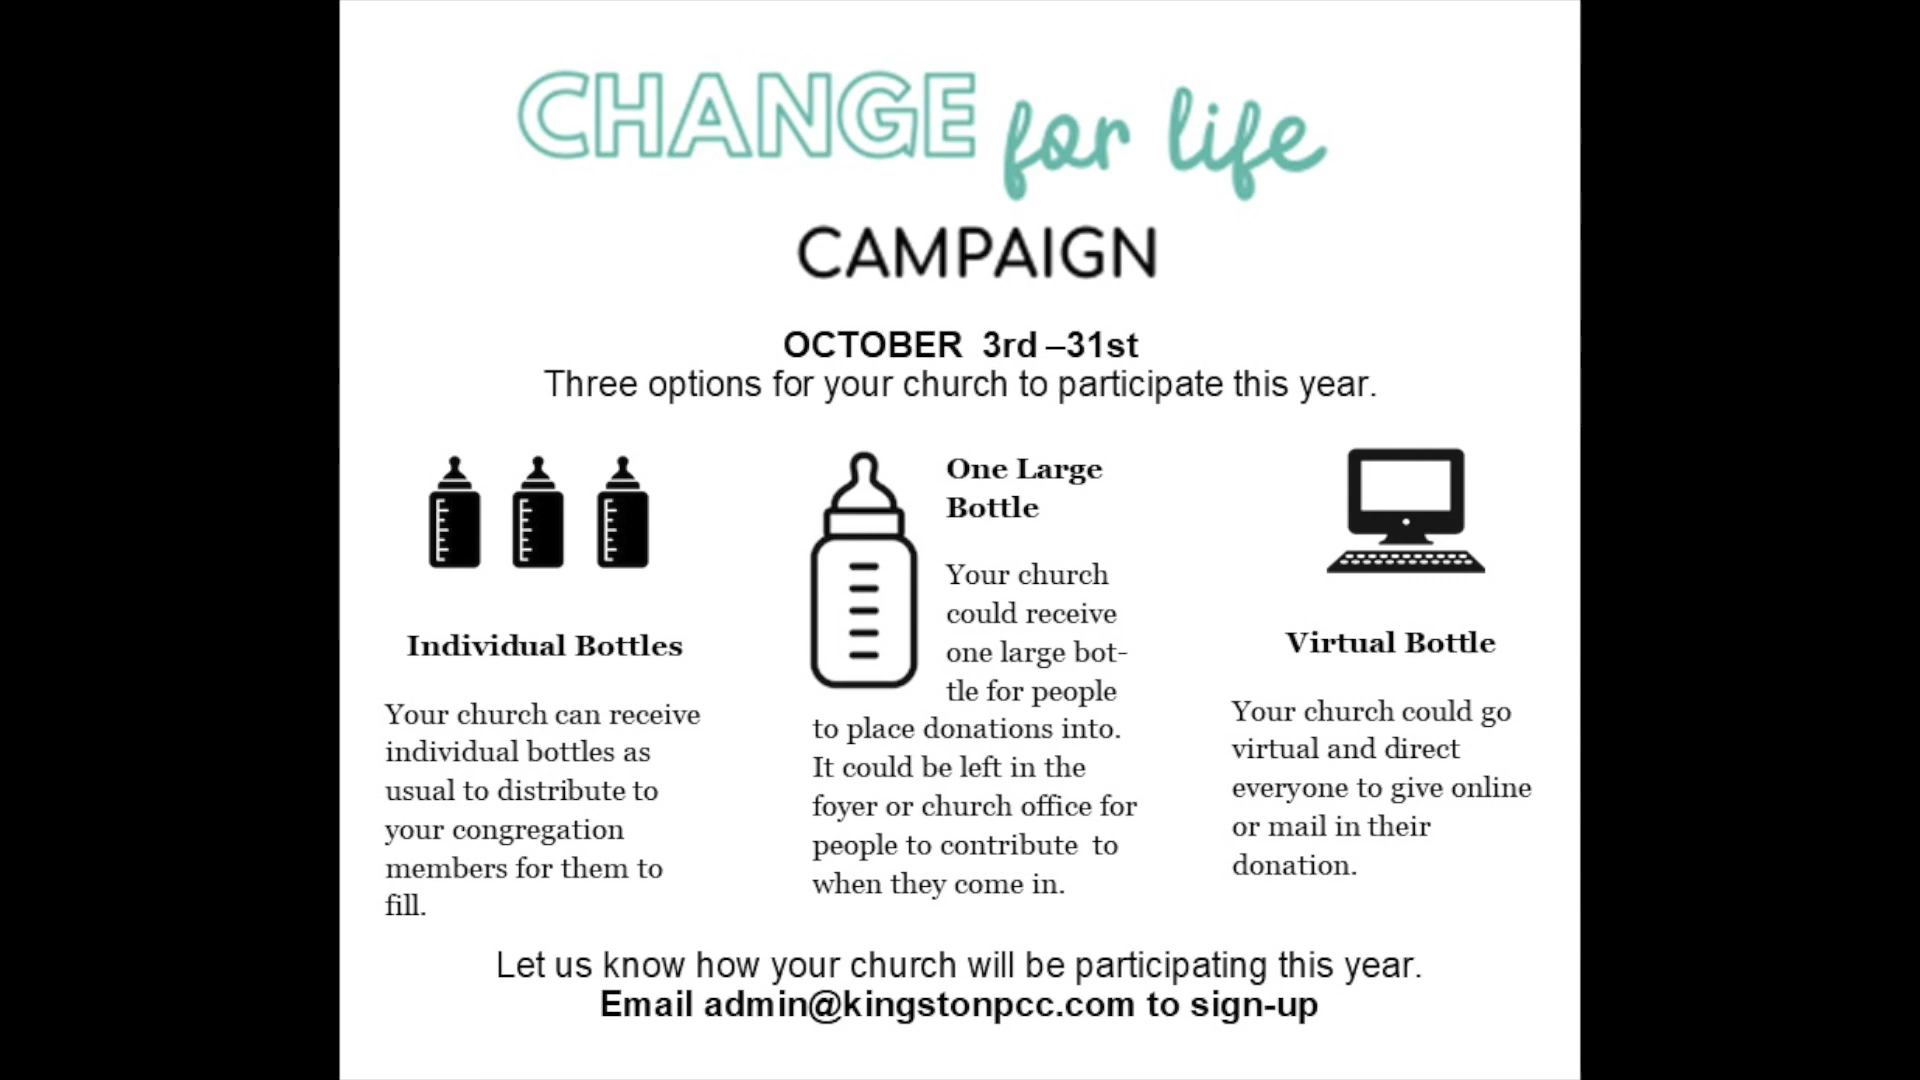 CHANGE for life
CAMPAIGN
OCTOBER 3rd –31st
Three options for your church to participate this year.
Individual Bottles
Your church can receive
individual bottles as
usual to distribute to
your congregation
members for them to
fill.
One Large
Bottle
Your church
could receive
one large bot-
tle for people
to place donations into.
It could be left in the
foyer or church office for
people to contribute to
when they come in.
Virtual Bottle
Your church could go
virtual and direct
everyone to give online
or mail in their
donation.
Let us know how your church will be participating this year.
Email admin@kingstonpcc.com to sign-up